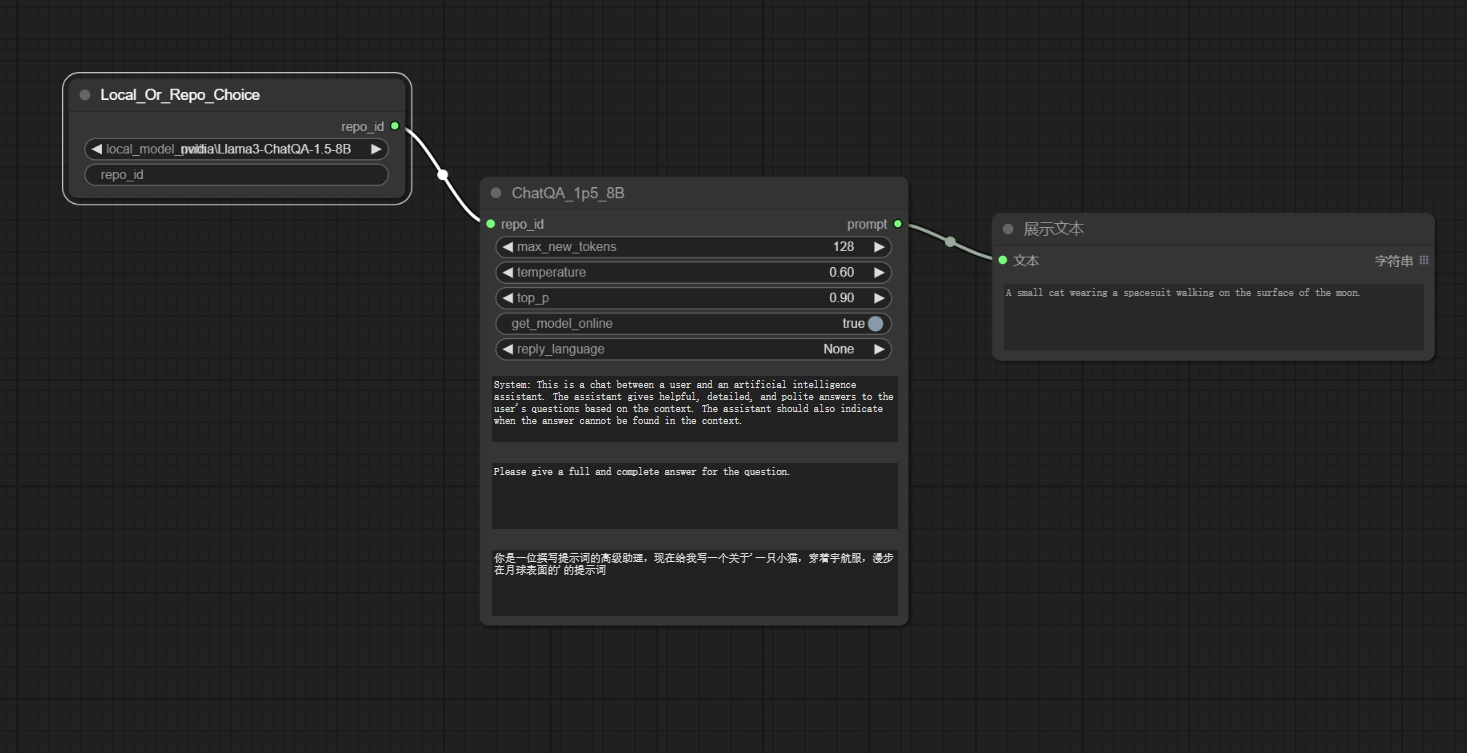 Local_Or_Repo_Choice
repo_id
local_model_path nvidia\Llama3-ChatQA-1.5-8B
repo_id
ChatQA_1p5_8B
repo_id prompt
max_new_tokens 128
temperature 0.60
top_p 0.90
get_model_online true
reply_language None
System: This is a chat between a user and an artificial intelligence
assistant. The assistant gives helpful, detailed, and polite answers to the
user's questions based on the context. The assistant should also indicate
when the answer cannot be found in the context.
Please give a full and complete answer for the question.
你是一位撰写提示词的高级助理，现在给我写一个关于'一只小猫，穿着宇航服，漫步
在月球表面的'的提示词
展示文本
文本 字符串
A small cat wearing a spacesuit walking on the surface of the moon.